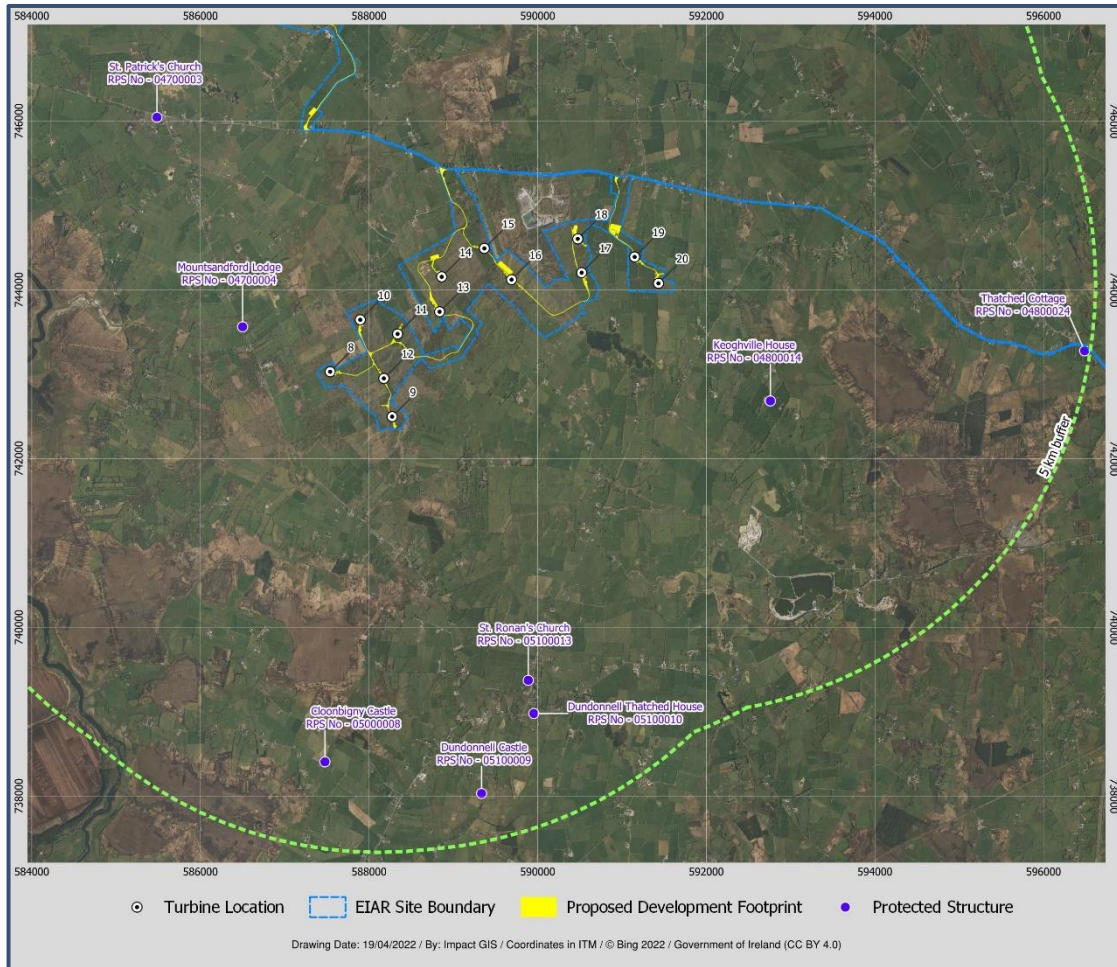 584000 586000 588000 590000 592000 594000 596000
St. Patrick's Church
RPS No - 04700003
746000
746000
15
18
14
16
17
19
20
Mountsandford Lodge
RPS No - 04700004
744000
744000
10
11
13
Thatched Cottage
RPS No - 04800024
Keoghville House
RPS No - 04800014
8
12
9
742000
742000
5 km buffer
740000
740000
St. Ronan's Church
RPS No - 05100013
Cloonbigny Castle
RPS No - 05000008
Dundonnell Thatched House
RPS No - 05100010
Dundonnell Castle
RPS No - 05100009
738000
738000
584000 586000 588000 590000 592000 594000 596000
Turbine Location EIAR Site Boundary Proposed Development Footprint Protected Structure
Drawing Date: 19/04/2022 / By: Impact GIS / Coordinates in ITM / © Bing 2022 / Government of Ireland (CC BY 4.0)